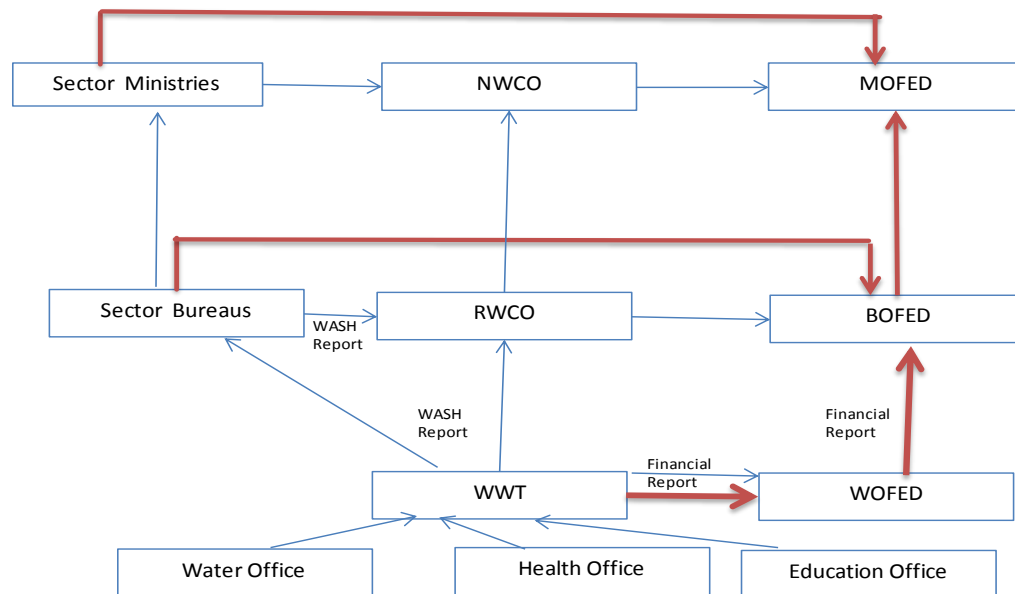 Sector Ministries
NWCO
MOFED
Sector Bureaus
RWCO
BOFED
WASH
Report
WASH
Report
Financial
Report
Financial
Report
WWT
WOFED
Water Office
Health Office
Education Office